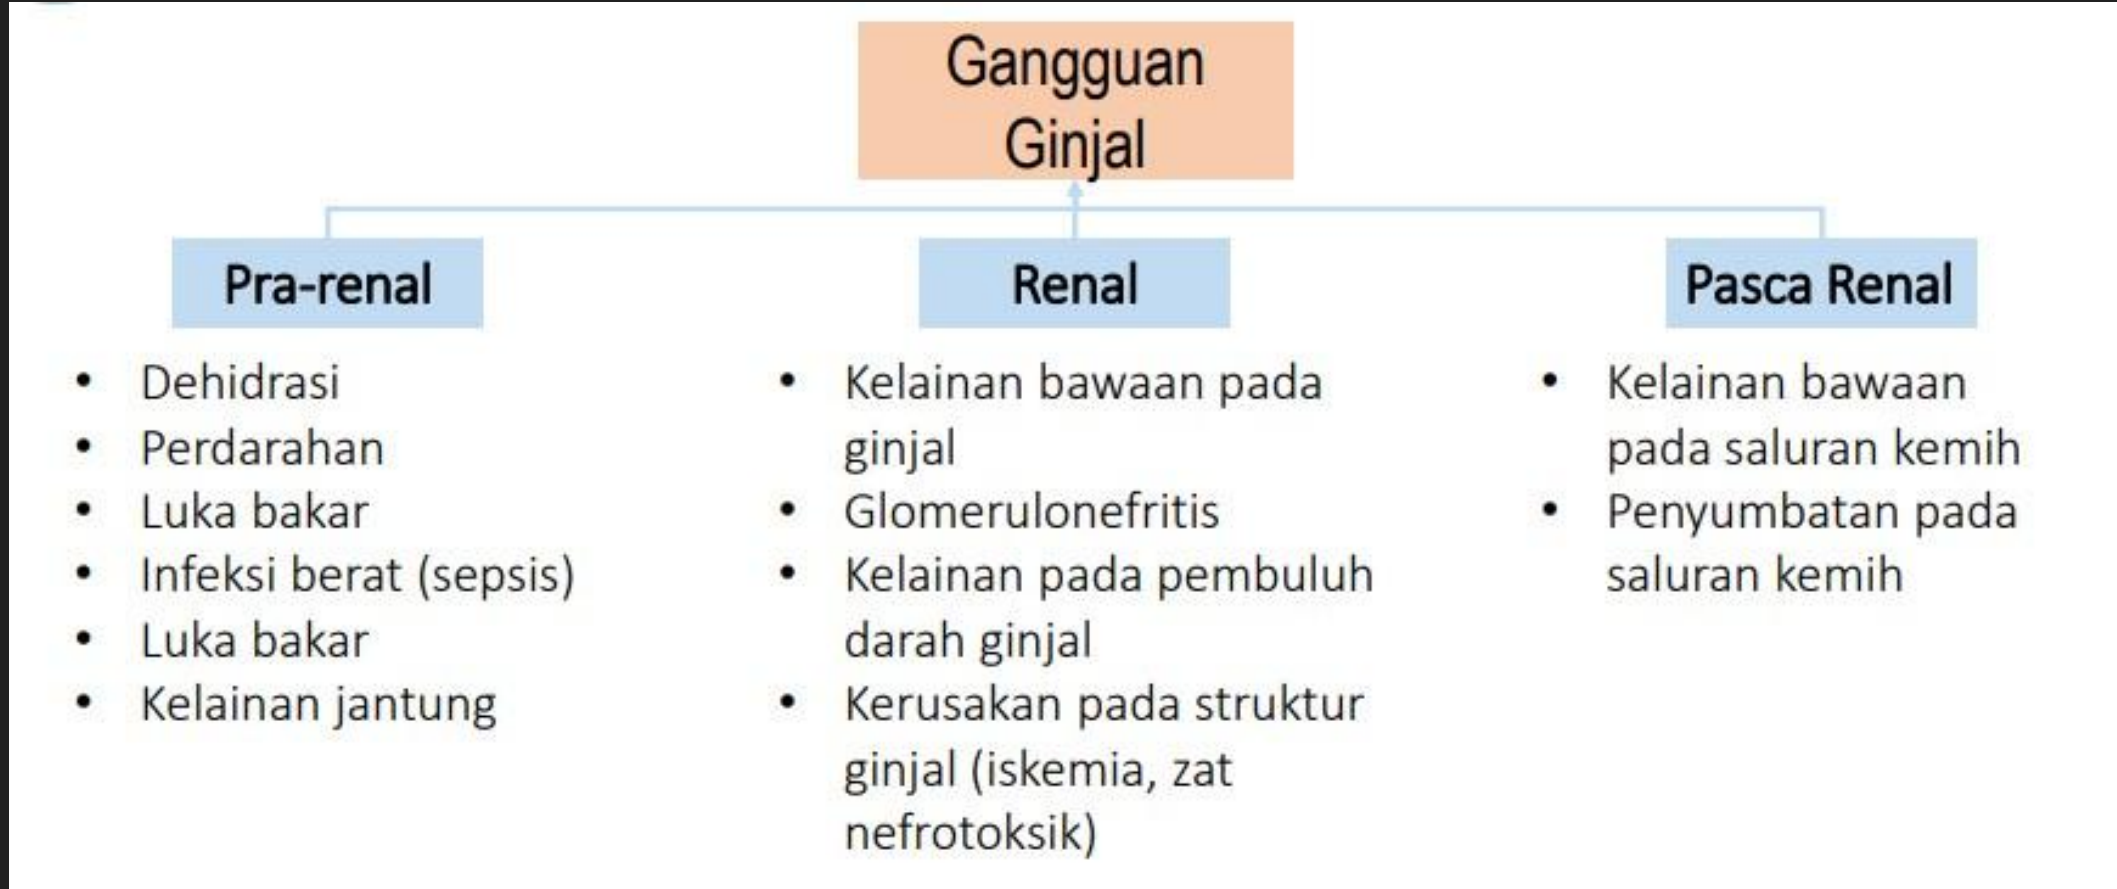 Gangguan
Ginjal
Pra-renal
• Dehidrasi
• Perdarahan
• Luka bakar
• Infeksi berat (sepsis)
• Luka bakar
• Kelainan jantung
Renal
• Kelainan bawaan pada
ginjal
• Glomerulonefritis
• Kelainan pada pembuluh
darah ginjal
• Kerusakan pada struktur
ginjal (iskemia, zat
nefrotoksik)
Pasca Renal
• Kelainan bawaan
pada saluran kemih
• Penyumbatan pada
saluran kemih